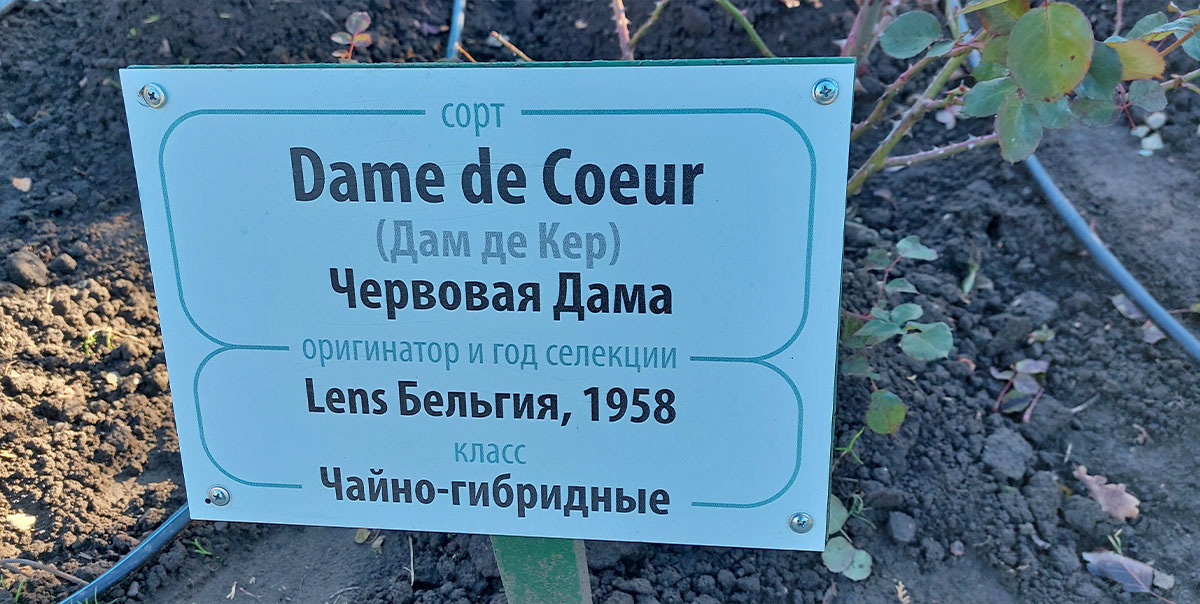 сорт
Dame de Coeur
(Дам де Кер)
Червовая Дама
оригинатор и год селекции
Lens Бельгия, 1958
класс
Чайно-гибридные